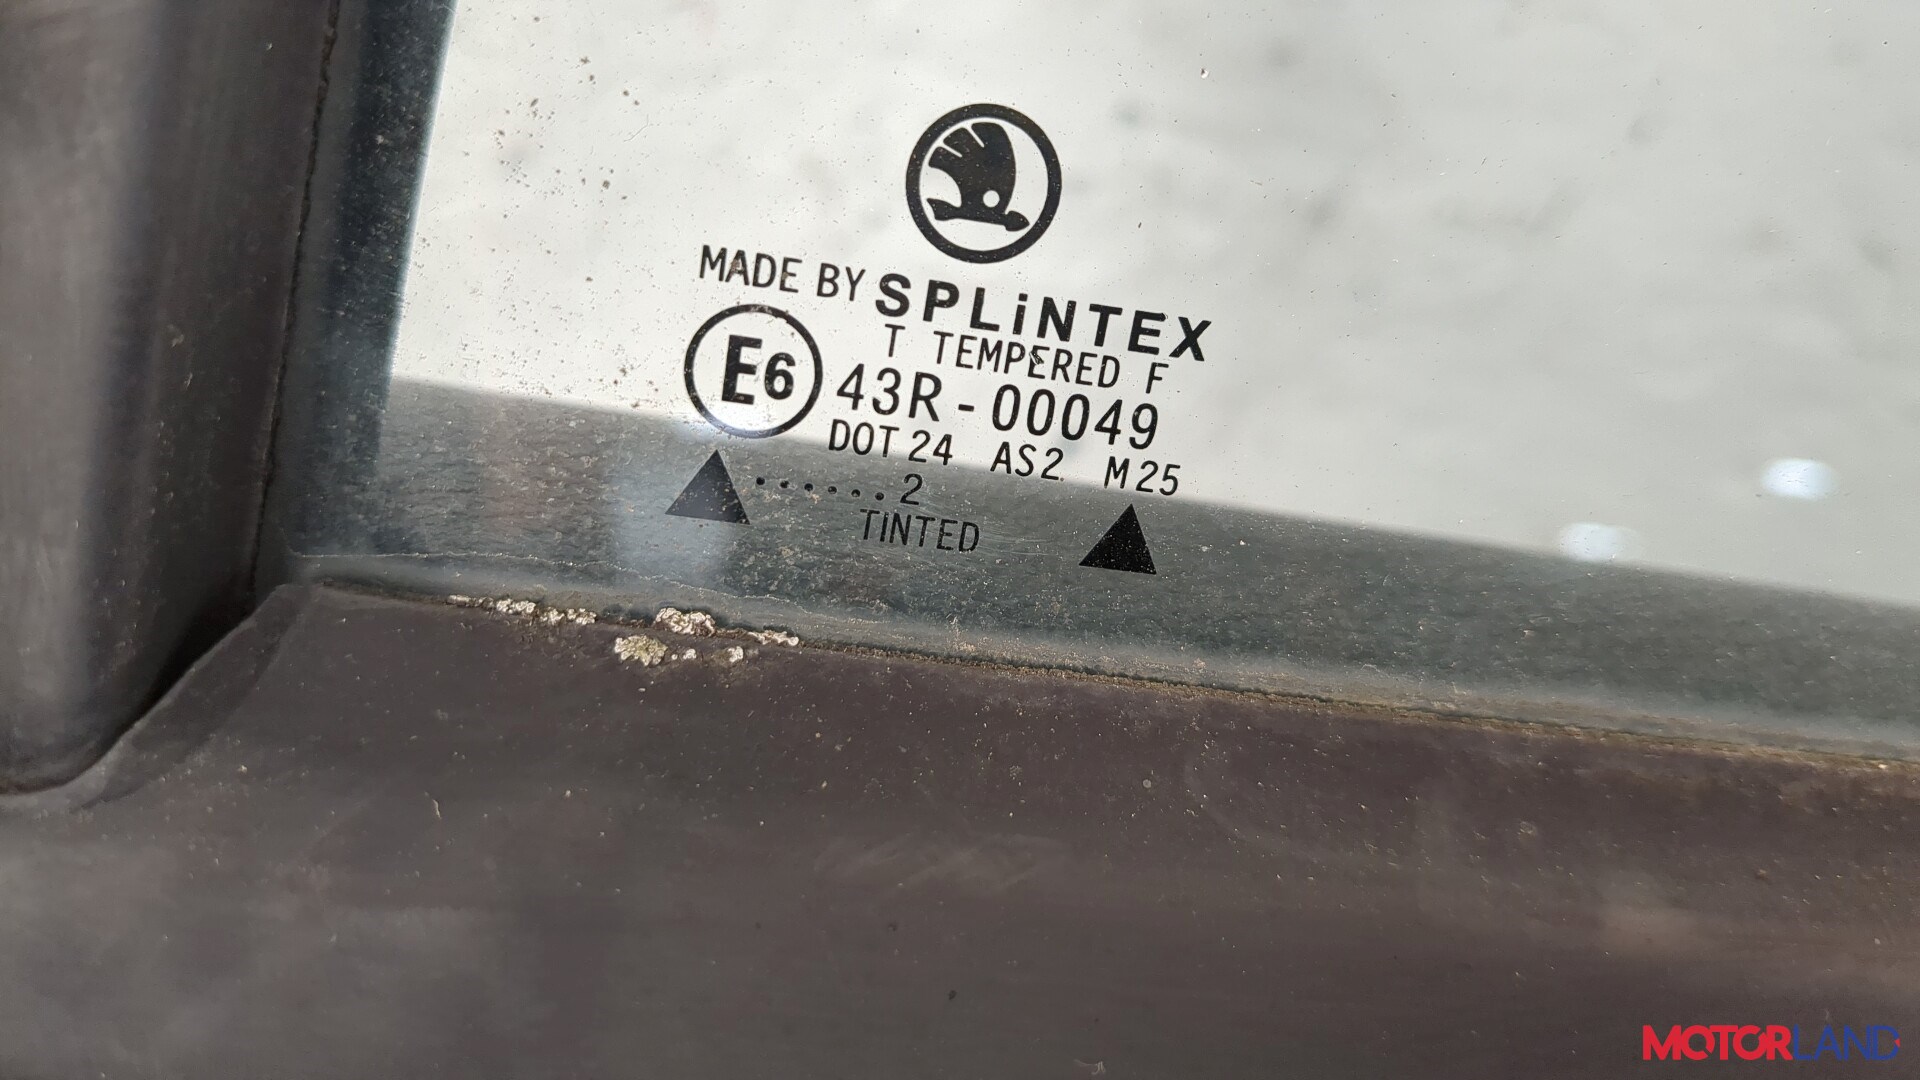 MADE BY SPLiNTEX
T TEMPERED F
E6 43R-00049
DOT 24 AS2 M25
......2
TINTED
MOTORLAND